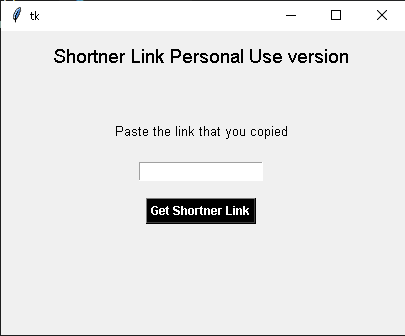 tk
Shortner Link Personal Use version
Paste the link that you copied
Get Shortner Link